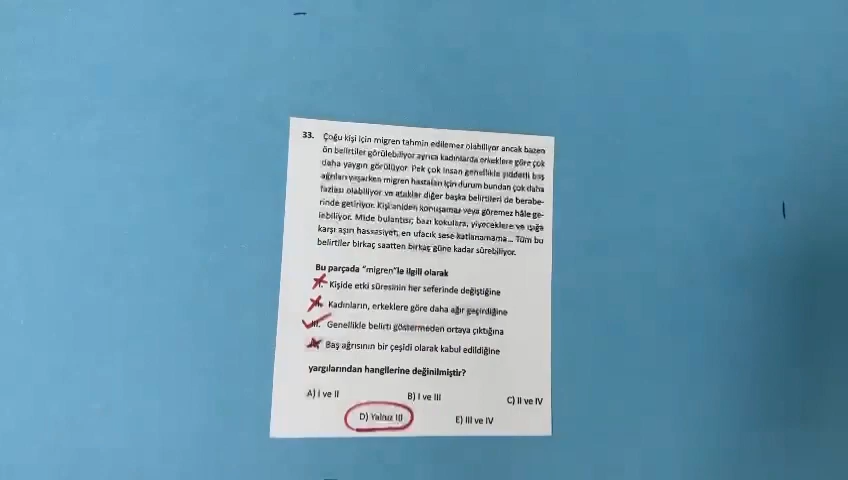 33. Çoğu kişi için migren tahmin edilemez olabiliyor ancak bazen
ön belirtiler görülebiliyor ayrıca kadınlarda erkeklere göre çok
daha yaygın görülüyor. Pek çok insan genellikle şiddetli baş
ağrıları yaşarken migren hastaları için durum bundan çok daha
fazlası olabiliyor ve ataklar diğer başka belirtileri de berabe-
rinde getiriyor. Kişi aniden konuşamaz veya göremez hâle ge-
lebiliyor. Mide bulantısı; bazı kokulara, yiyeceklere ve ışığa
karşı aşırı hassasiyet, en ufacık sese katlanamama... Tüm bu
belirtiler birkaç saatten birkaç güne kadar sürebiliyor.
Bu parçada "migren"le ilgili olarak
I. Kişide etki süresinin her seferinde değiştiğine
II. Kadınların, erkeklere göre daha ağır geçirdiğine
III. Genellikle belirti göstermeden ortaya çıktığına
Baş ağrısının bir çeşidi olarak kabul edildiğine
yargılarından hangilerine değinilmiştir?
A) I ve II B) I ve III C) II ve IV
D) Yalnız III E) III ve IV